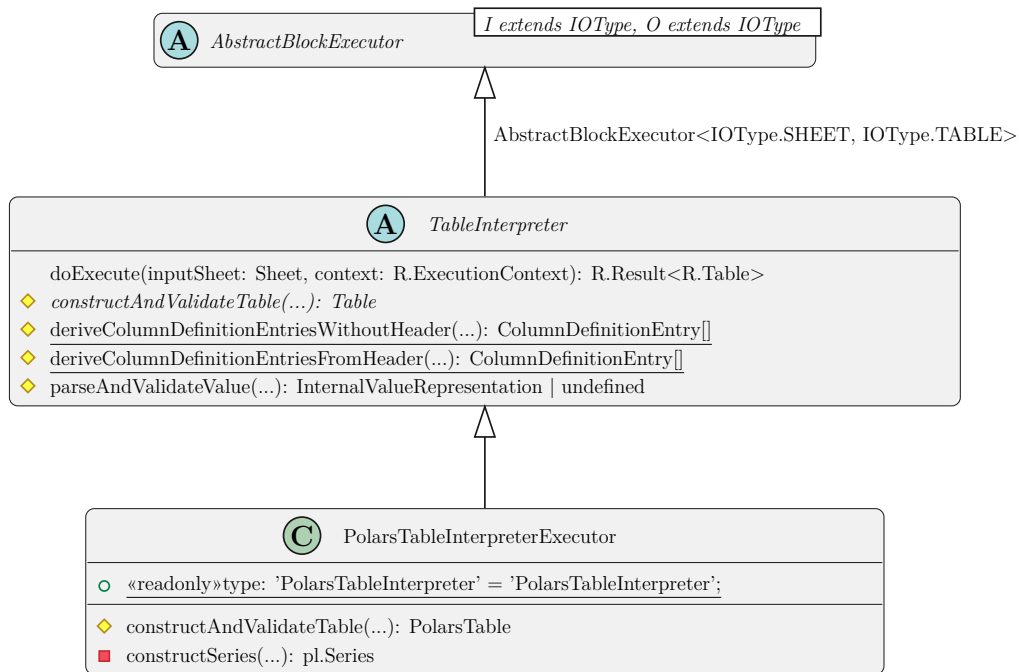 I extends IOType, O extends IOType
A AbstractBlockExecutor
AbstractBlockExecutor<IOType.SHEET, IOType.TABLE>
A TableInterpreter
doExecute(inputSheet: Sheet, context: R.ExecutionContext): R.Result<R.Table>
constructAndValidateTable(...): Table
deriveColumnDefinitionEntriesWithoutHeader(...): ColumnDefinitionEntry[]
deriveColumnDefinitionEntriesFromHeader(...): ColumnDefinitionEntry[]
parseAndValidateValue(...): InternalValueRepresentation | undefined
C PolarsTableInterpreterExecutor
«readonly»type: 'PolarsTableInterpreter' = 'PolarsTableInterpreter';
constructAndValidateTable(...): PolarsTable
constructSeries(...): pl.Series